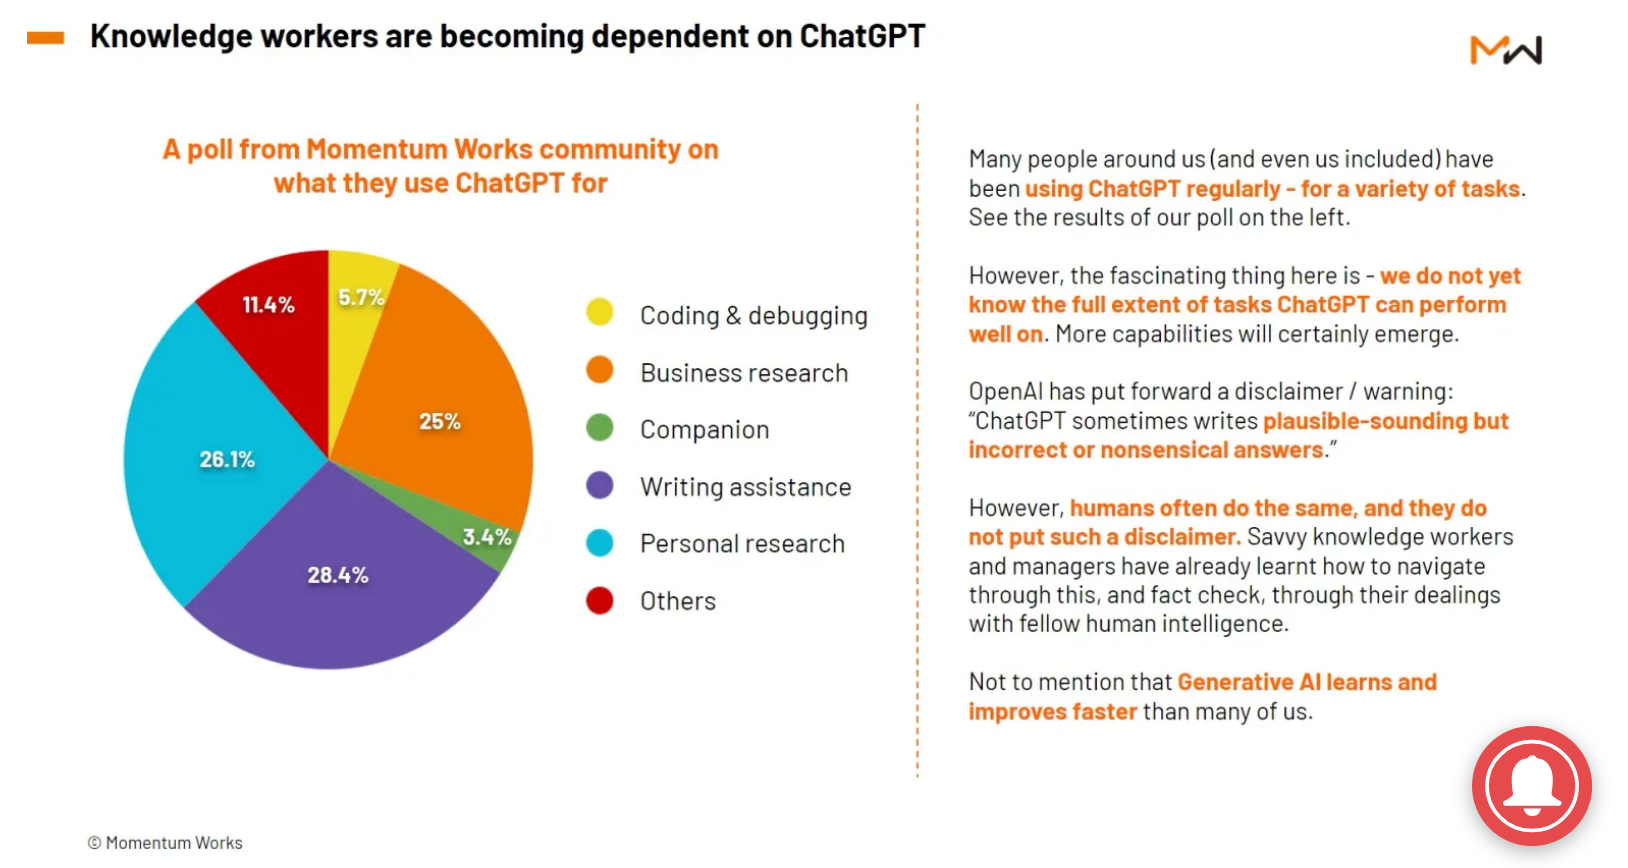 Knowledge workers are becoming dependent on ChatGPT
MW
A poll from Momentum Works community on
what they use ChatGPT for
5.7%
25%
3.4%
28.4%
26.1%
11.4%
Coding & debugging
Business research
Companion
Writing assistance
Personal research
Others
Many people around us (and even us included) have
been using ChatGPT regularly - for a variety of tasks.
See the results of our poll on the left.
However, the fascinating thing here is - we do not yet
know the full extent of tasks ChatGPT can perform
well on. More capabilities will certainly emerge.
OpenAI has put forward a disclaimer / warning:
“ChatGPT sometimes writes plausible-sounding but
incorrect or nonsensical answers.”
However, humans often do the same, and they do
not put such a disclaimer. Savvy knowledge workers
and managers have already learnt how to navigate
through this, and fact check, through their dealings
with fellow human intelligence.
Not to mention that Generative AI learns and
improves faster than many of us.
© Momentum Works